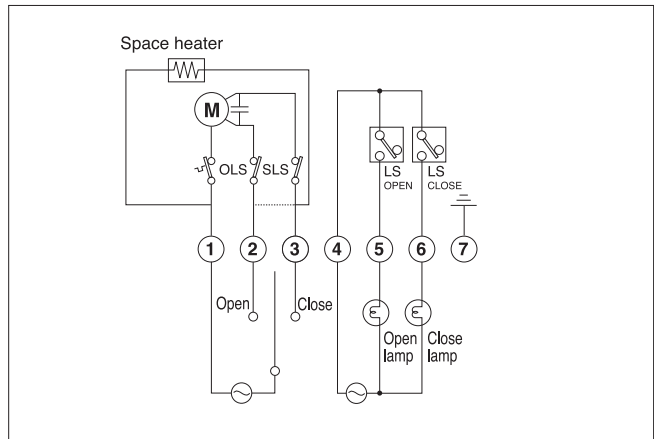 Space heater
M
OLS SLS
LS
OPEN
LS
CLOSE
1 2 3 4 5 6 7
Open Close
Open
lamp
Close
lamp